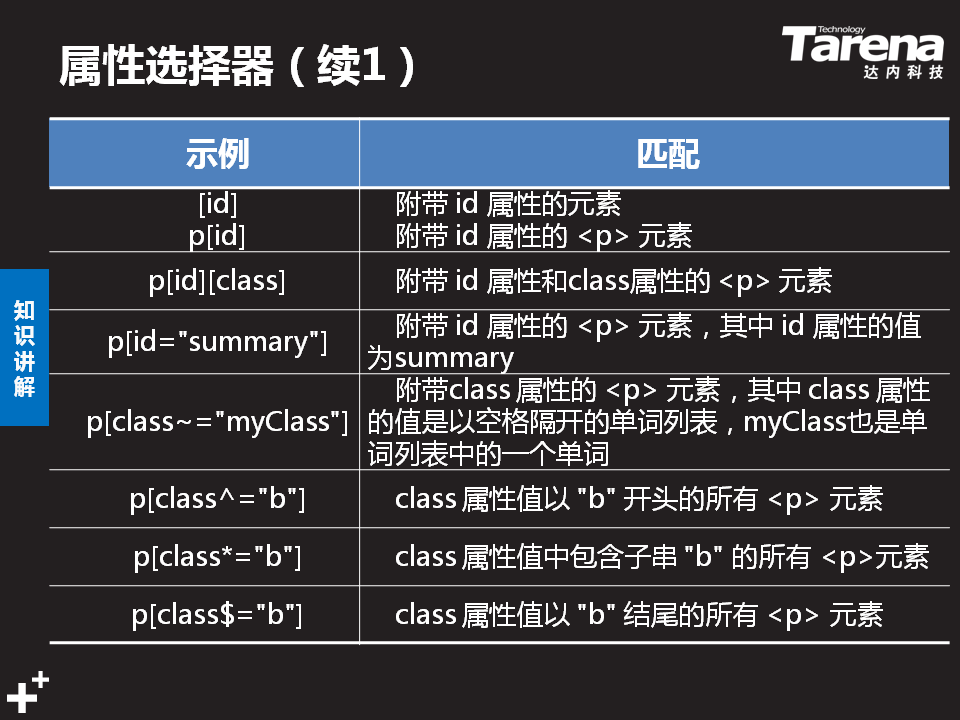 属性选择器（续1）
Technology
Tarena
达内科技
示例
匹配
[id]
附带 id 属性的元素
p[id]
附带 id 属性的 <p> 元素
p[id][class]
附带 id 属性和class属性的 <p> 元素
p[id="summary"]
附带 id 属性的 <p> 元素，其中 id 属性的值
为summary
p[class~="myClass"]
附带class 属性的 <p> 元素，其中 class 属性
的值是以空格隔开的单词列表，myClass也是单
词列表中的一个单词
p[class^="b"]
class 属性值以 "b" 开头的所有 <p> 元素
p[class*="b"]
class 属性值中包含子串 "b" 的所有 <p>元素
p[class$="b"]
class 属性值以 "b" 结尾的所有 <p> 元素
知
识
讲
解